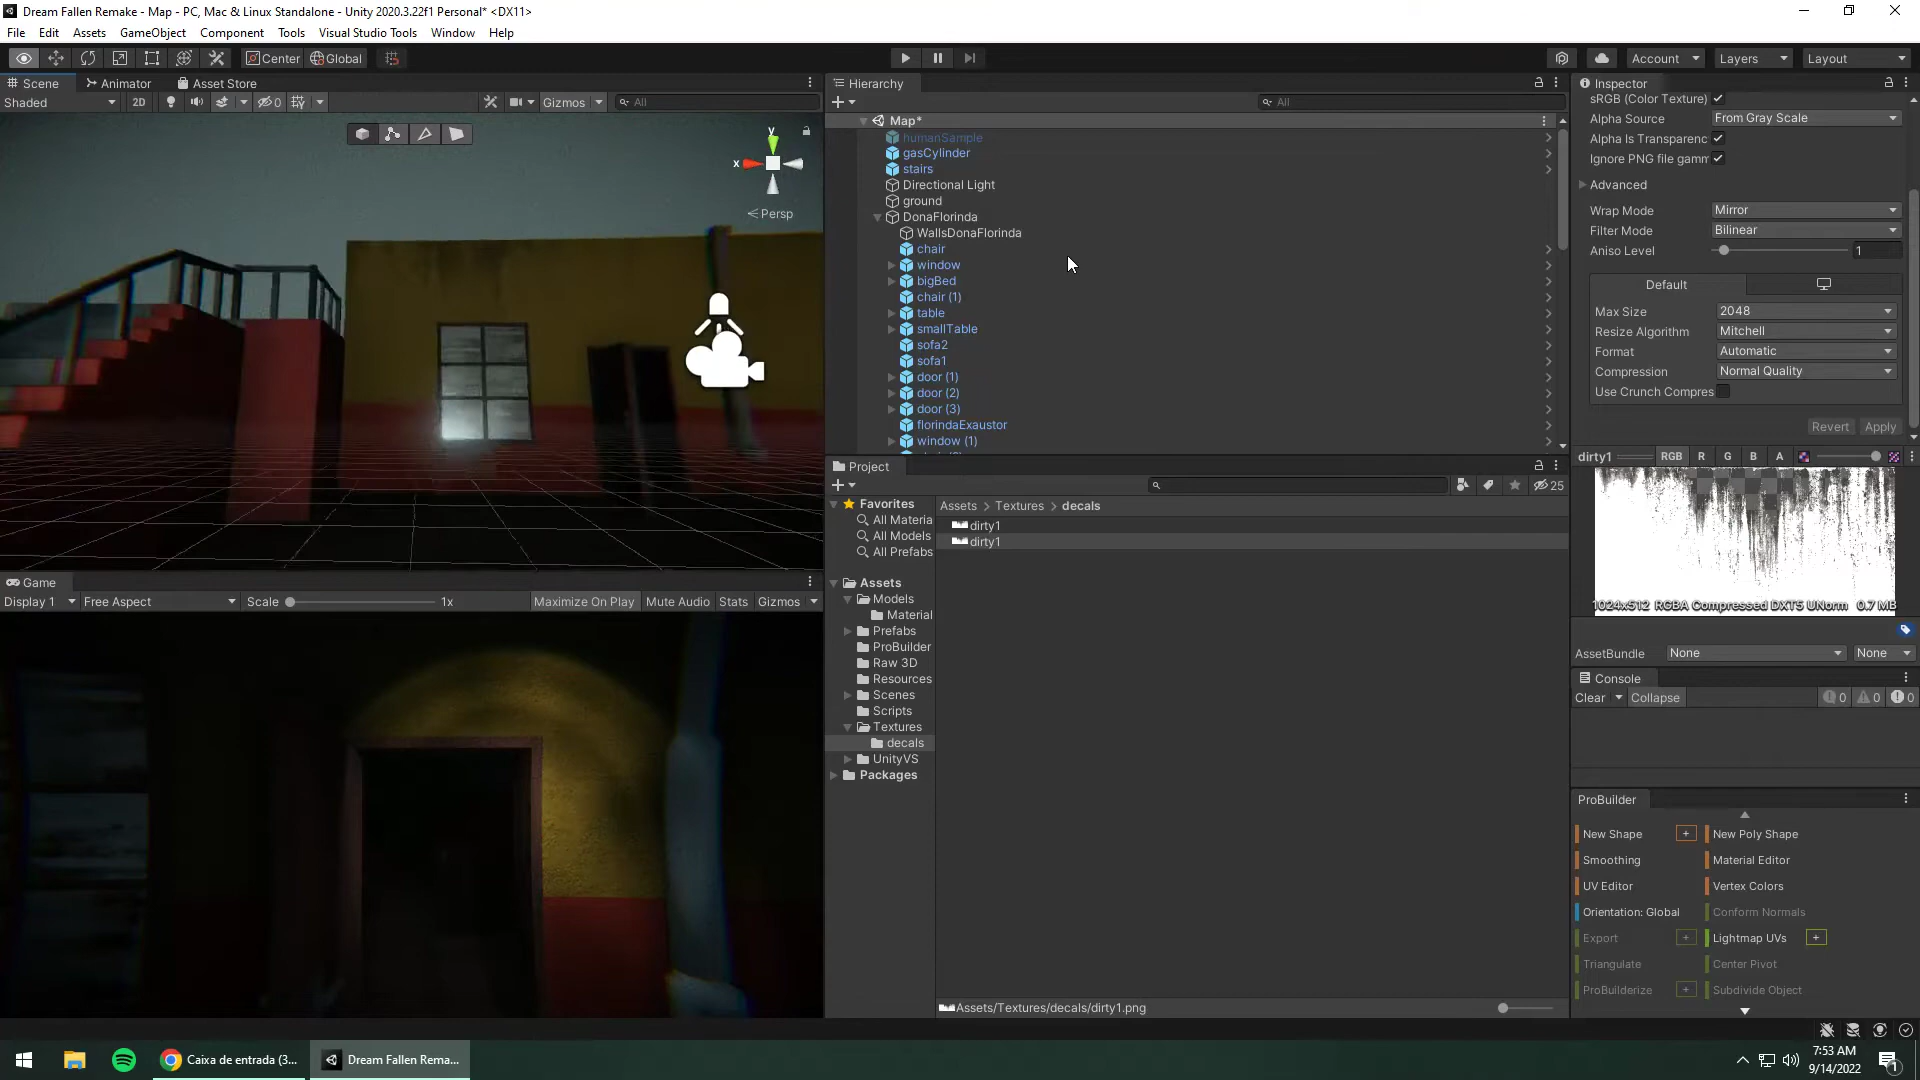 Dream Fallen Remake - Map - PC, Mac & Linux Standalone - Unity 2020.3.22f1 Personal* <DX11>
File Edit Assets GameObject Component Tools Visual Studio Tools Window Help
Center Global Account Layers Layout
Scene Animator Asset Store
Shaded 2D 0 Gizmos All
y
x
Persp
Game
Display 1 Free Aspect Scale 1x Maximize On Play Mute Audio Stats Gizmos
Hierarchy
All
Map*
humanSample
gasCylinder
stairs
Directional Light
ground
DonaFlorinda
WallsDonaFlorinda
chair
window
bigBed
chair (1)
table
smallTable
sofa2
sofa1
door (1)
door (2)
door (3)
florindaExaustor
window (1)
Project
25
Favorites
All Materia
All Models
All Prefabs
Assets
Models
Material
Prefabs
ProBuilder
Raw 3D
Resources
Scenes
Scripts
Textures
decals
UnityVS
Packages
Assets > Textures > decals
dirty1
dirty1
Assets/Textures/decals/dirty1.png
Inspector
sRGB (Color Texture)
Alpha Source From Gray Scale
Alpha Is Transparenc
Ignore PNG file gamm
Advanced
Wrap Mode Mirror
Filter Mode Bilinear
Aniso Level 1
Default
Max Size 2048
Resize Algorithm Mitchell
Format Automatic
Compression Normal Quality
Use Crunch Compres
Revert Apply
dirty1 RGB R G B A
1024x512 RGBA Compressed DXT5 UNorm 0.7 MB
AssetBundle None None
Console
Clear Collapse 0 0 0
ProBuilder
New Shape + New Poly Shape
Smoothing Material Editor
UV Editor Vertex Colors
Orientation: Global Conform Normals
Export + Lightmap UVs +
Triangulate Center Pivot
ProBuilderize + Subdivide Object
Caixa de entrada (3... Dream Fallen Rema...
7:53 AM
9/14/2022
1